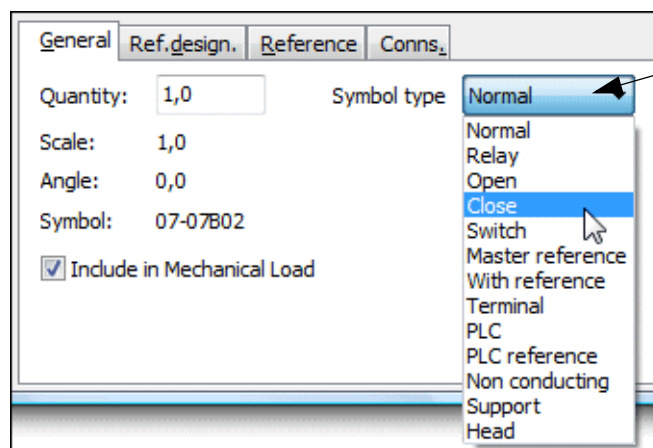 General Ref.design. Reference Conns.
Quantity: 1,0 Symbol type Normal
Normal
Scale: 1,0 Relay
Angle: 0,0 Open
Close
Symbol: 07-07B02 Switch
Master reference
Include in Mechanical Load With reference
Terminal
PLC
PLC reference
Non conducting
Support
Head